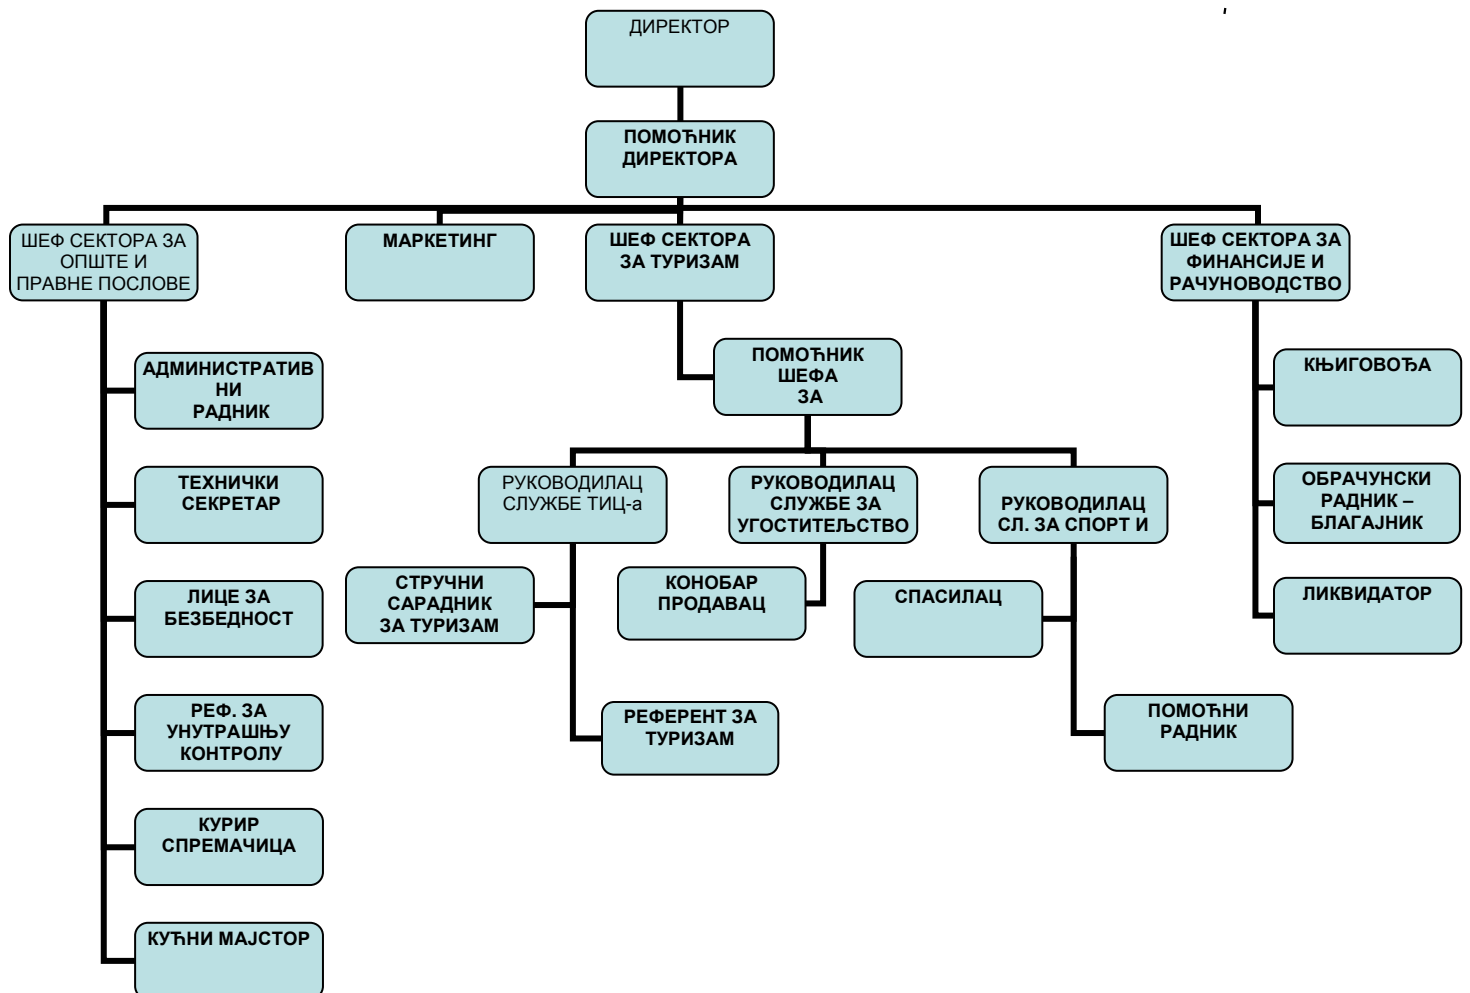 ДИРЕКТОР
ПОМОЋНИК
ДИРЕКТОРА
ШЕФ СЕКТОРА ЗА
ОПШТЕ И
ПРАВНЕ ПОСЛОВЕ
МАРКЕТИНГ
ШЕФ СЕКТОРА
ЗА ТУРИЗАМ
ШЕФ СЕКТОРА ЗА
ФИНАНСИЈЕ И
РАЧУНОВОДСТВО
АДМИНИСТРАТИВ
НИ
РАДНИК
ПОМОЋНИК
ШЕФА
ЗА
КЊИГОВОЂА
ТЕХНИЧКИ
СЕКРЕТАР
РУКОВОДИЛАЦ
СЛУЖБЕ ТИЦ-а
РУКОВОДИЛАЦ
СЛУЖБЕ ЗА
УГОСТИТЕЉСТВО
РУКОВОДИЛАЦ
СЛ. ЗА СПОРТ И
ОБРАЧУНСКИ
РАДНИК –
БЛАГАЈНИК
ЛИЦЕ ЗА
БЕЗБЕДНОСТ
СТРУЧНИ
САРАДНИК
ЗА ТУРИЗАМ
КОНОБАР
ПРОДАВАЦ
СПАСИЛАЦ
ЛИКВИДАТОР
РЕФ. ЗА
УНУТРАШЊУ
КОНТРОЛУ
РЕФЕРЕНТ ЗА
ТУРИЗАМ
ПОМОЋНИ
РАДНИК
КУРИР
СПРЕМАЧИЦА
КУЋНИ МАЈСТОР